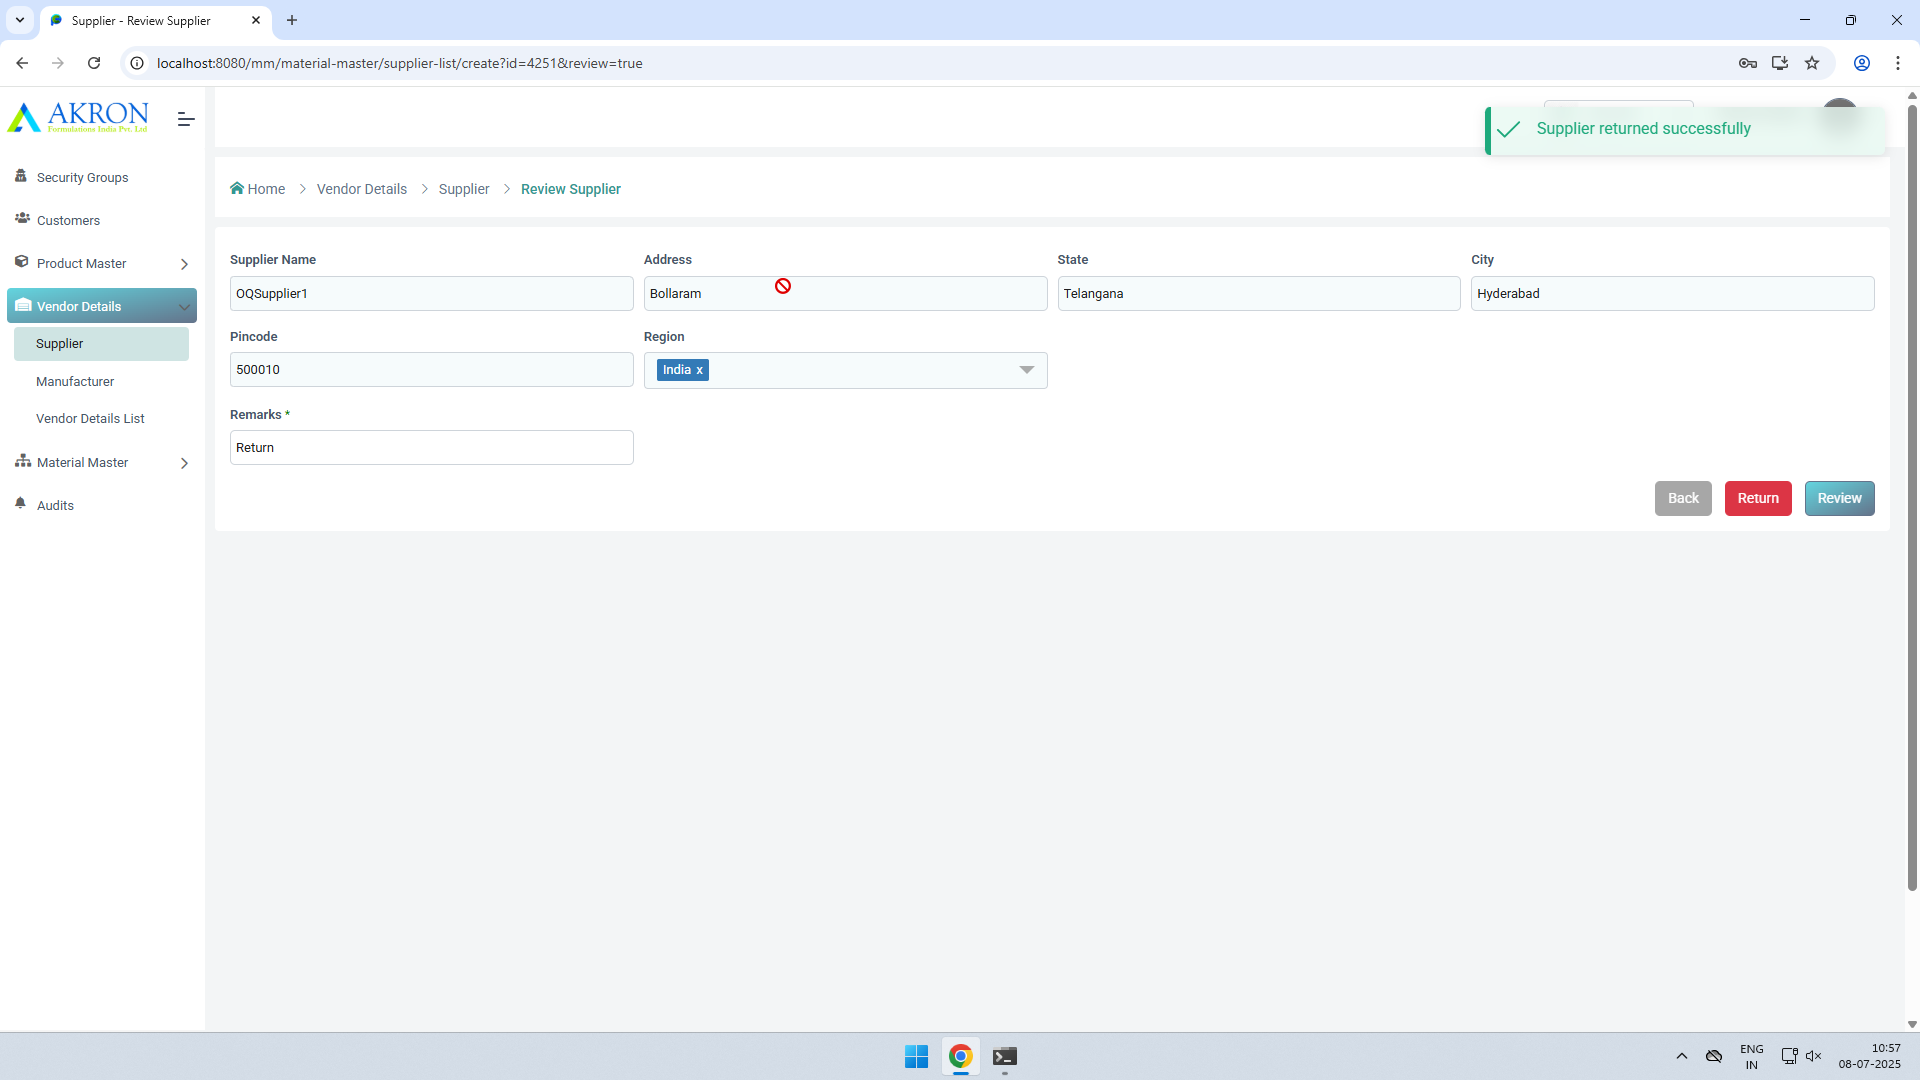 Supplier - Review Supplier
localhost:8080/mm/material-master/supplier-list/create?id=4251&review=true
AKRON
Formulations India Pvt. Ltd
Supplier returned successfully
Security Groups
Customers
Product Master
Vendor Details
Supplier
Manufacturer
Vendor Details List
Material Master
Audits
Home > Vendor Details > Supplier > Review Supplier
Supplier Name Address State City
OQSupplier1 Bollaram Telangana Hyderabad
Pincode Region
500010 India x
Remarks *
Return
Back Return Review
ENG
IN
10:57
08-07-2025